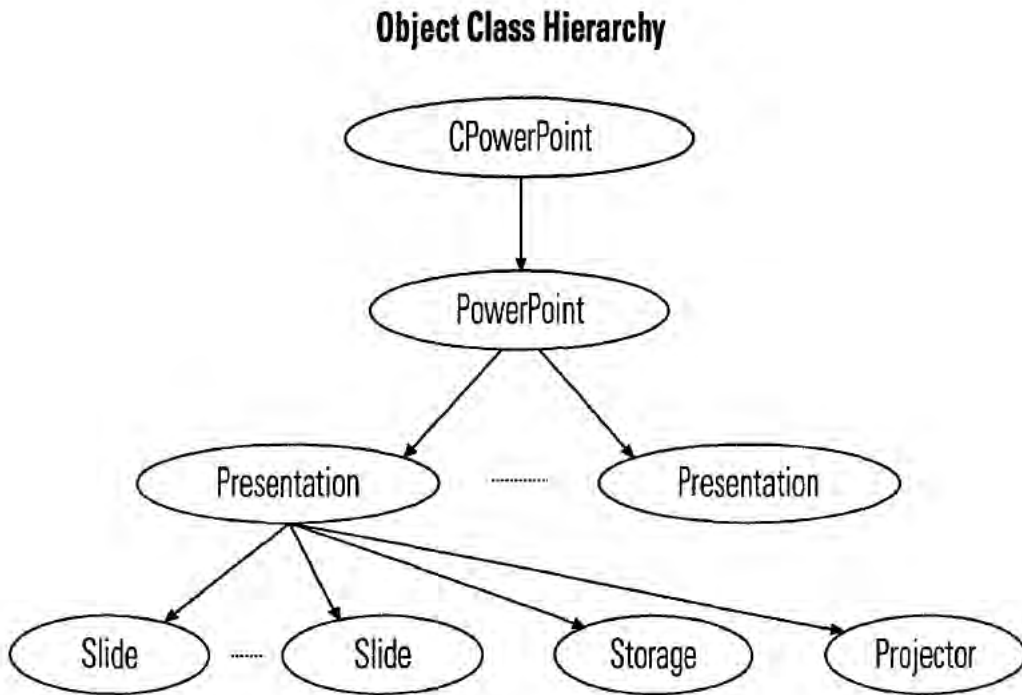 Object Class Hierarchy
CPowerPoint
PowerPoint
Presentation ........ Presentation
Slide ...... Slide Storage Projector